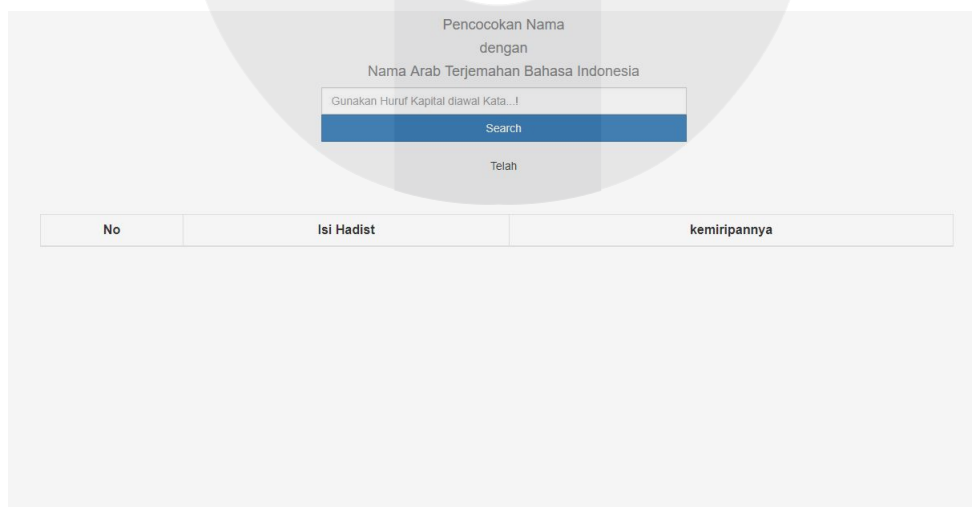 Pencocokan Nama
dengan
Nama Arab Terjemahan Bahasa Indonesia
Gunakan Huruf Kapital diawal Kata...!
Search
Telah
No Isi Hadist kemiripannya